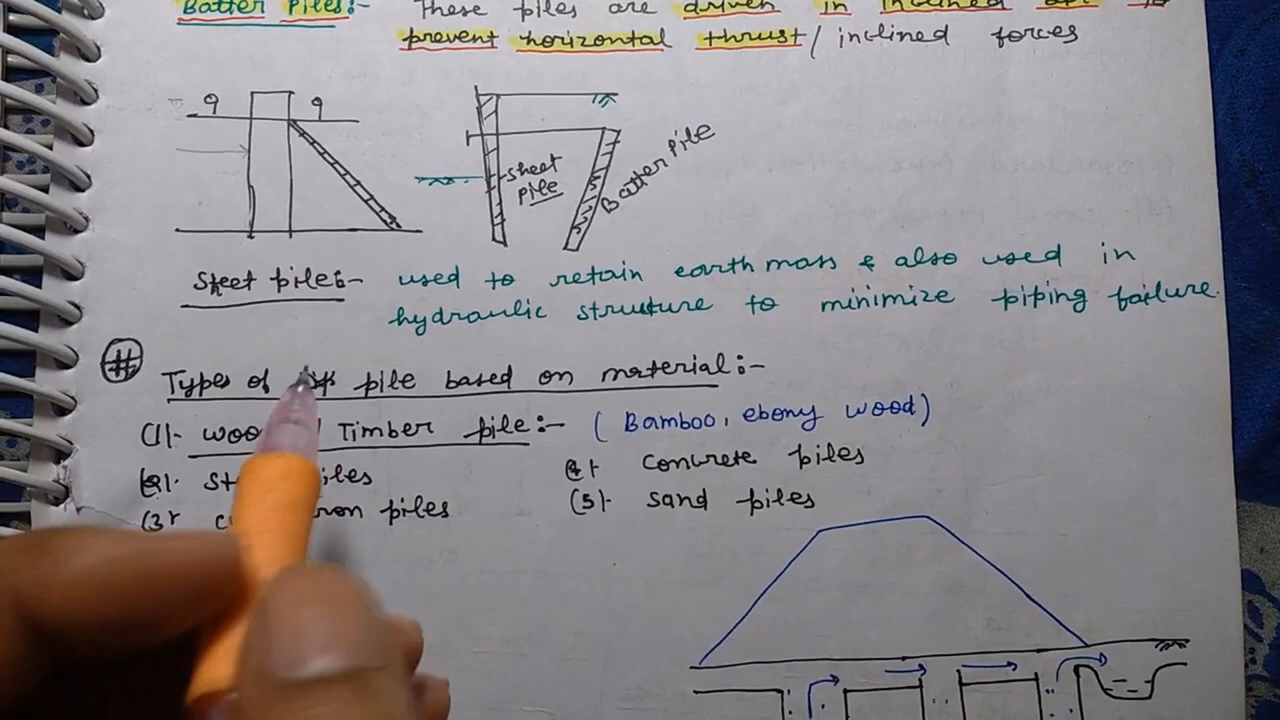 Batter Piles:- These piles are driven in inclined
prevent horizontal thrust/inclined forces
q q
Sheet
pile
Batter pile
Sheet piles:- used to retain earth mass & also used in
hydraulic structure to minimize piping failure.
# Types of pile based on material:-
(1)- Timber pile:- (Bamboo, ebony wood)
(2)- piles (4)- concrete piles
(3)- piles (5)- sand piles